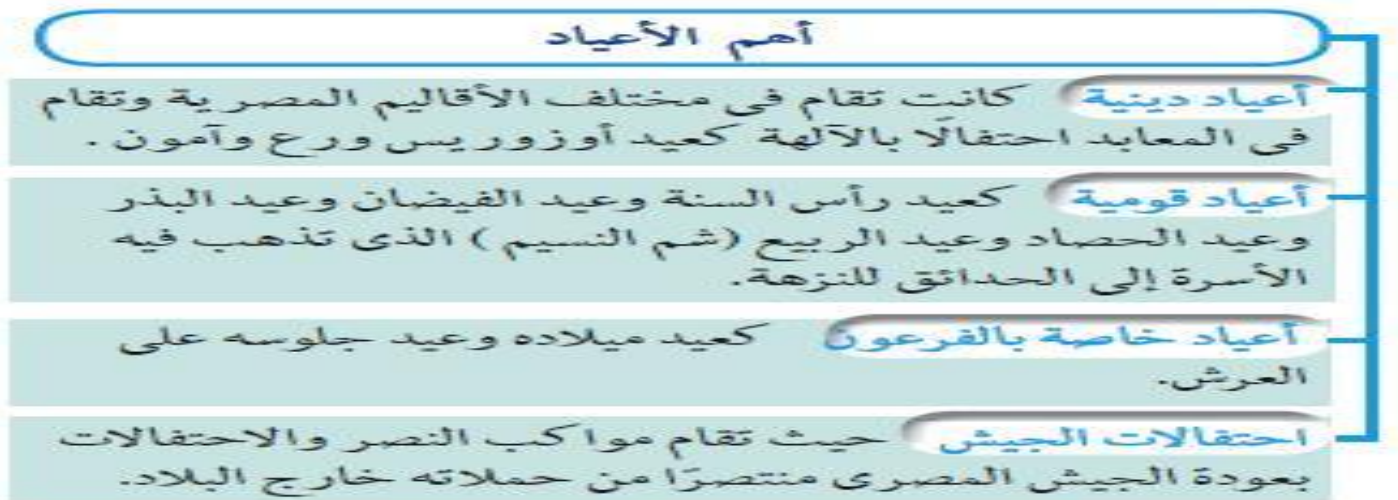 أهم الأعياد
أعياد دينية كانت تقام فى مختلف الأقاليم المصرية وتقام
فى المعابد احتفالًا بالآلهة كعيد أوزوريس ورع وآمون .
أعياد قومية كعيد رأس السنة وعيد الفيضان وعيد البذر
وعيد الحصاد وعيد الربيع (شم النسيم ) الذى تذهب فيه
الأسرة إلى الحدائق للنزهة.
أعياد خاصة بالفرعون كعيد ميلاده وعيد جلوسه على
العرش.
احتفالات الجيش حيث تقام مواكب النصر والاحتفالات
بعودة الجيش المصرى منتصرًا من حملاته خارج البلاد.